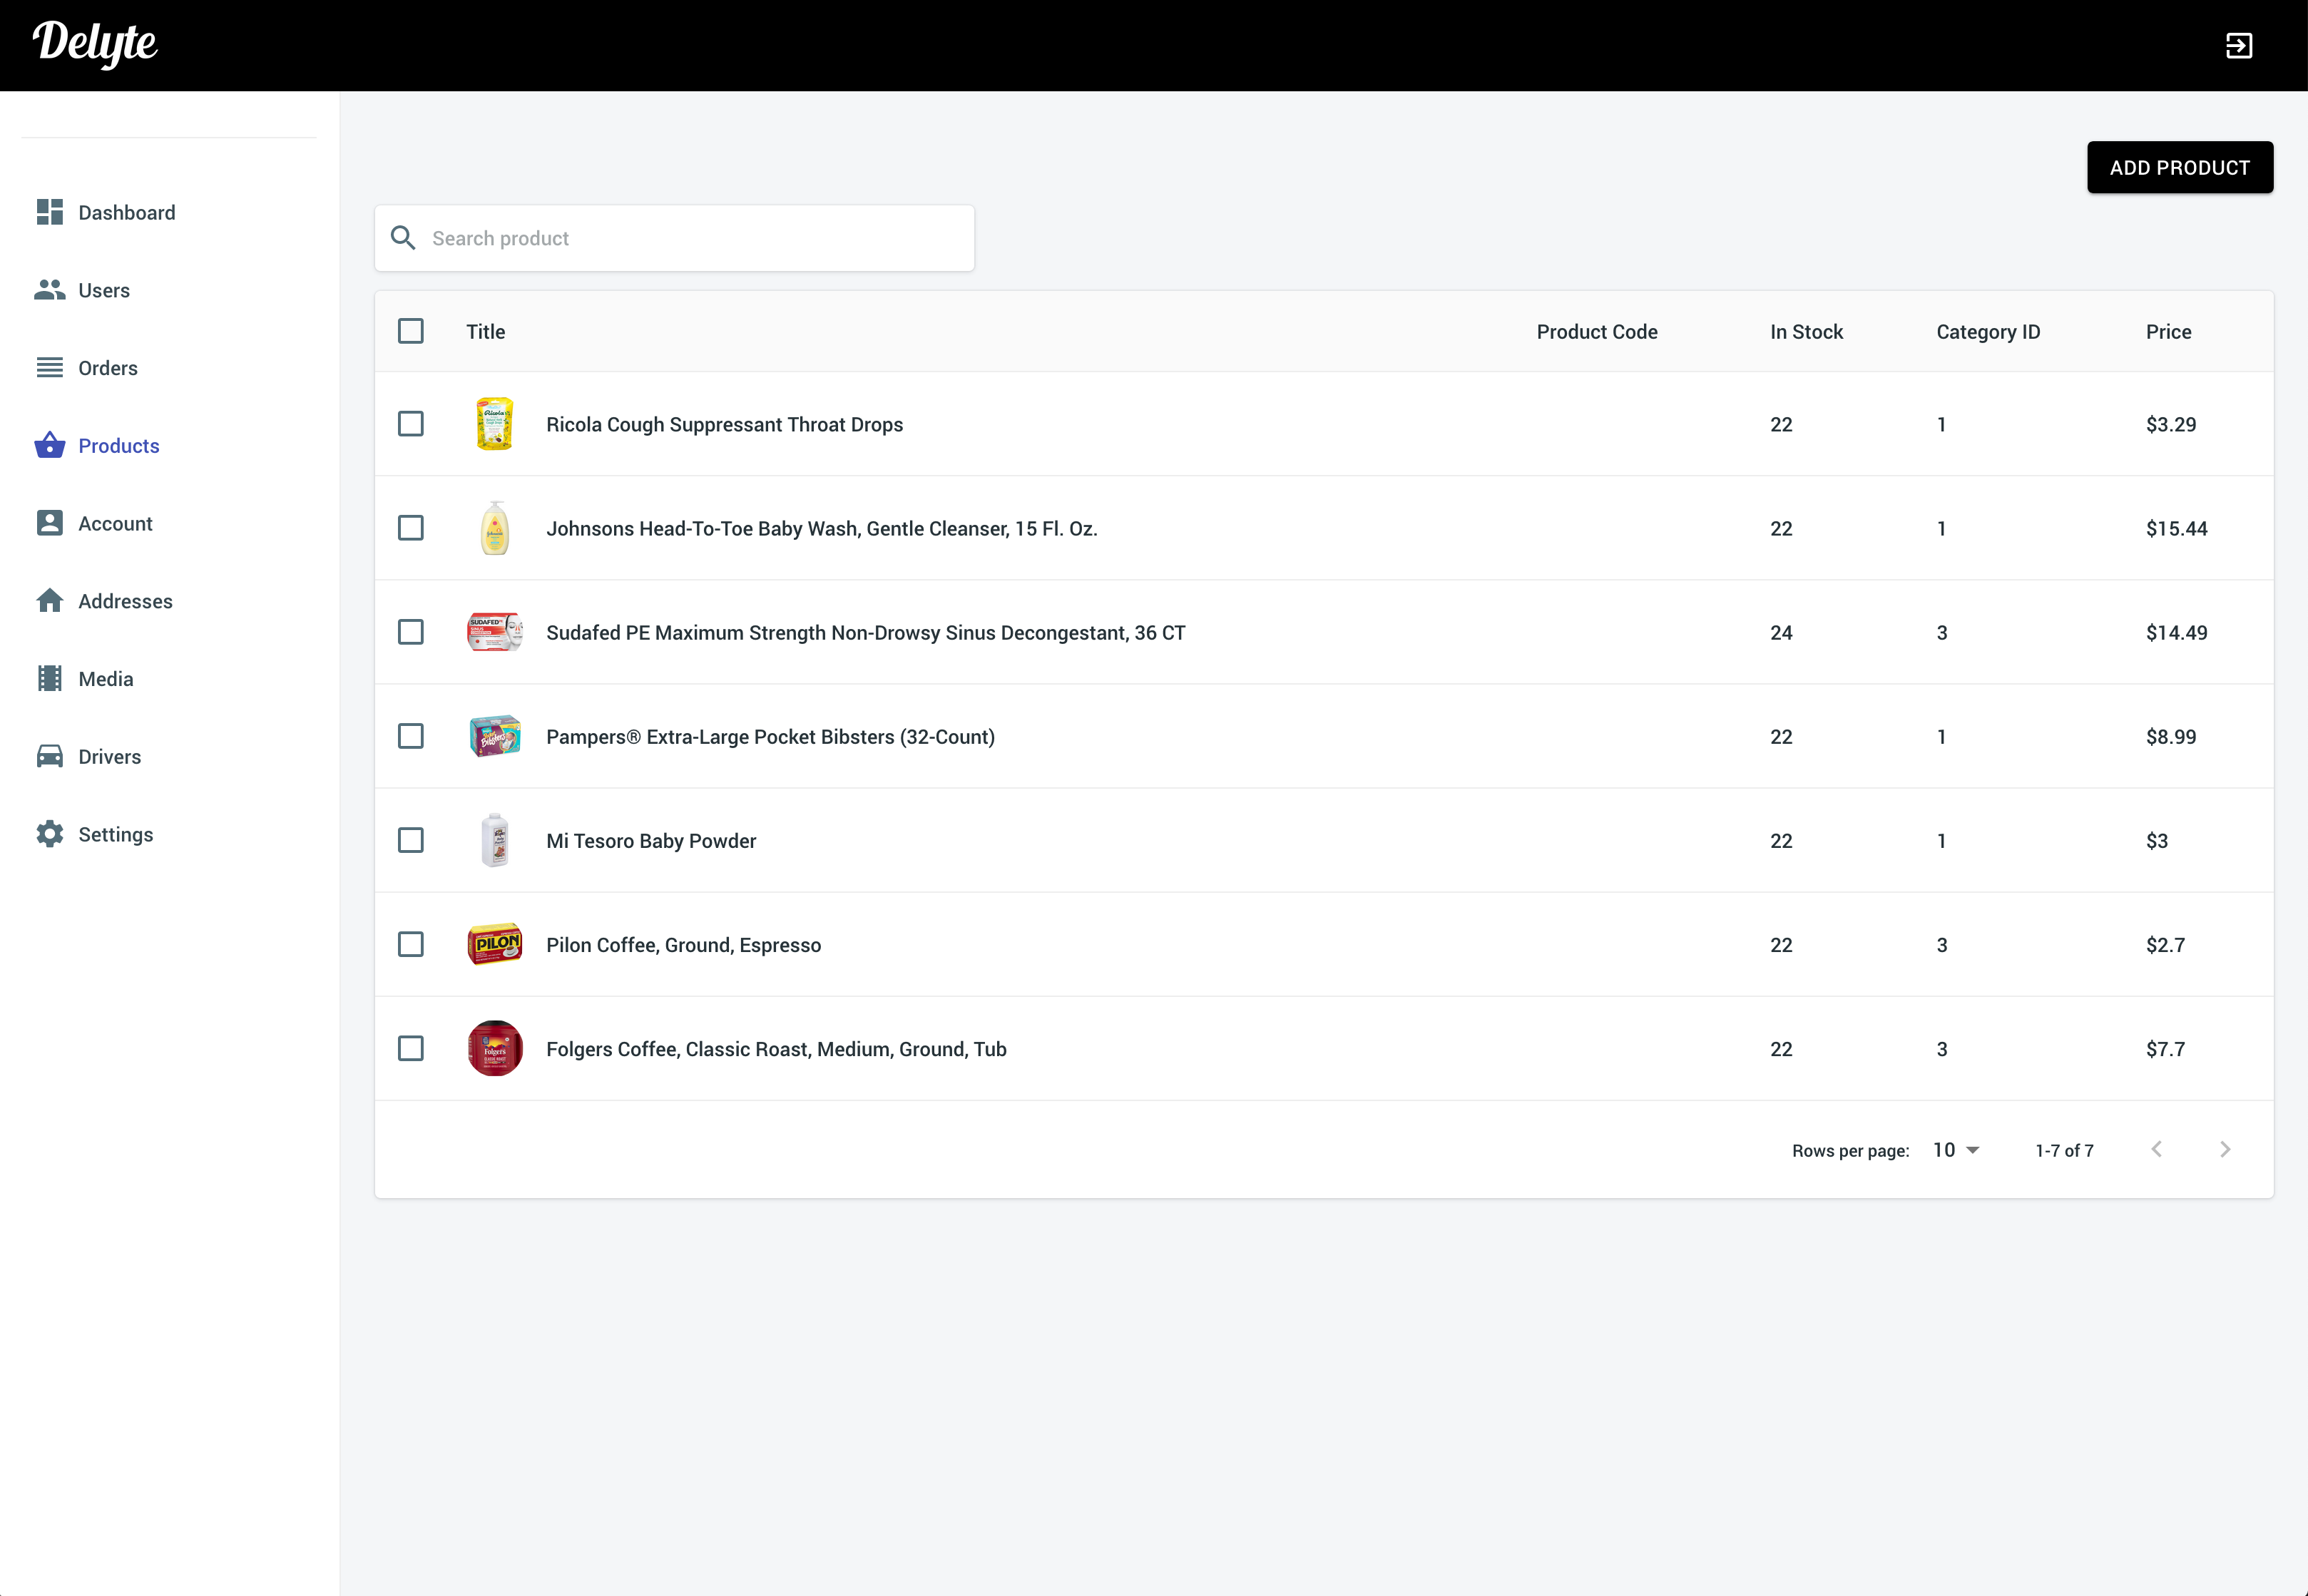 Delyte
ADD PRODUCT
Dashboard
Users
Orders
Products
Account
Addresses
Media
Drivers
Settings
Search product
Title Product Code In Stock Category ID Price
Ricola
Ricola Cough Suppressant Throat Drops 22 1 $3.29
Johnsons Head-To-Toe Baby Wash, Gentle Cleanser, 15 Fl. Oz. 22 1 $15.44
SUDAFED
Sudafed PE Maximum Strength Non-Drowsy Sinus Decongestant, 36 CT 24 3 $14.49
Bibsters
Pampers® Extra-Large Pocket Bibsters (32-Count) 22 1 $8.99
Mi Tesoro Baby Powder 22 1 $3
PILON
Pilon Coffee, Ground, Espresso 22 3 $2.7
Folgers
Folgers Coffee, Classic Roast, Medium, Ground, Tub 22 3 $7.7
Rows per page: 10 1-7 of 7